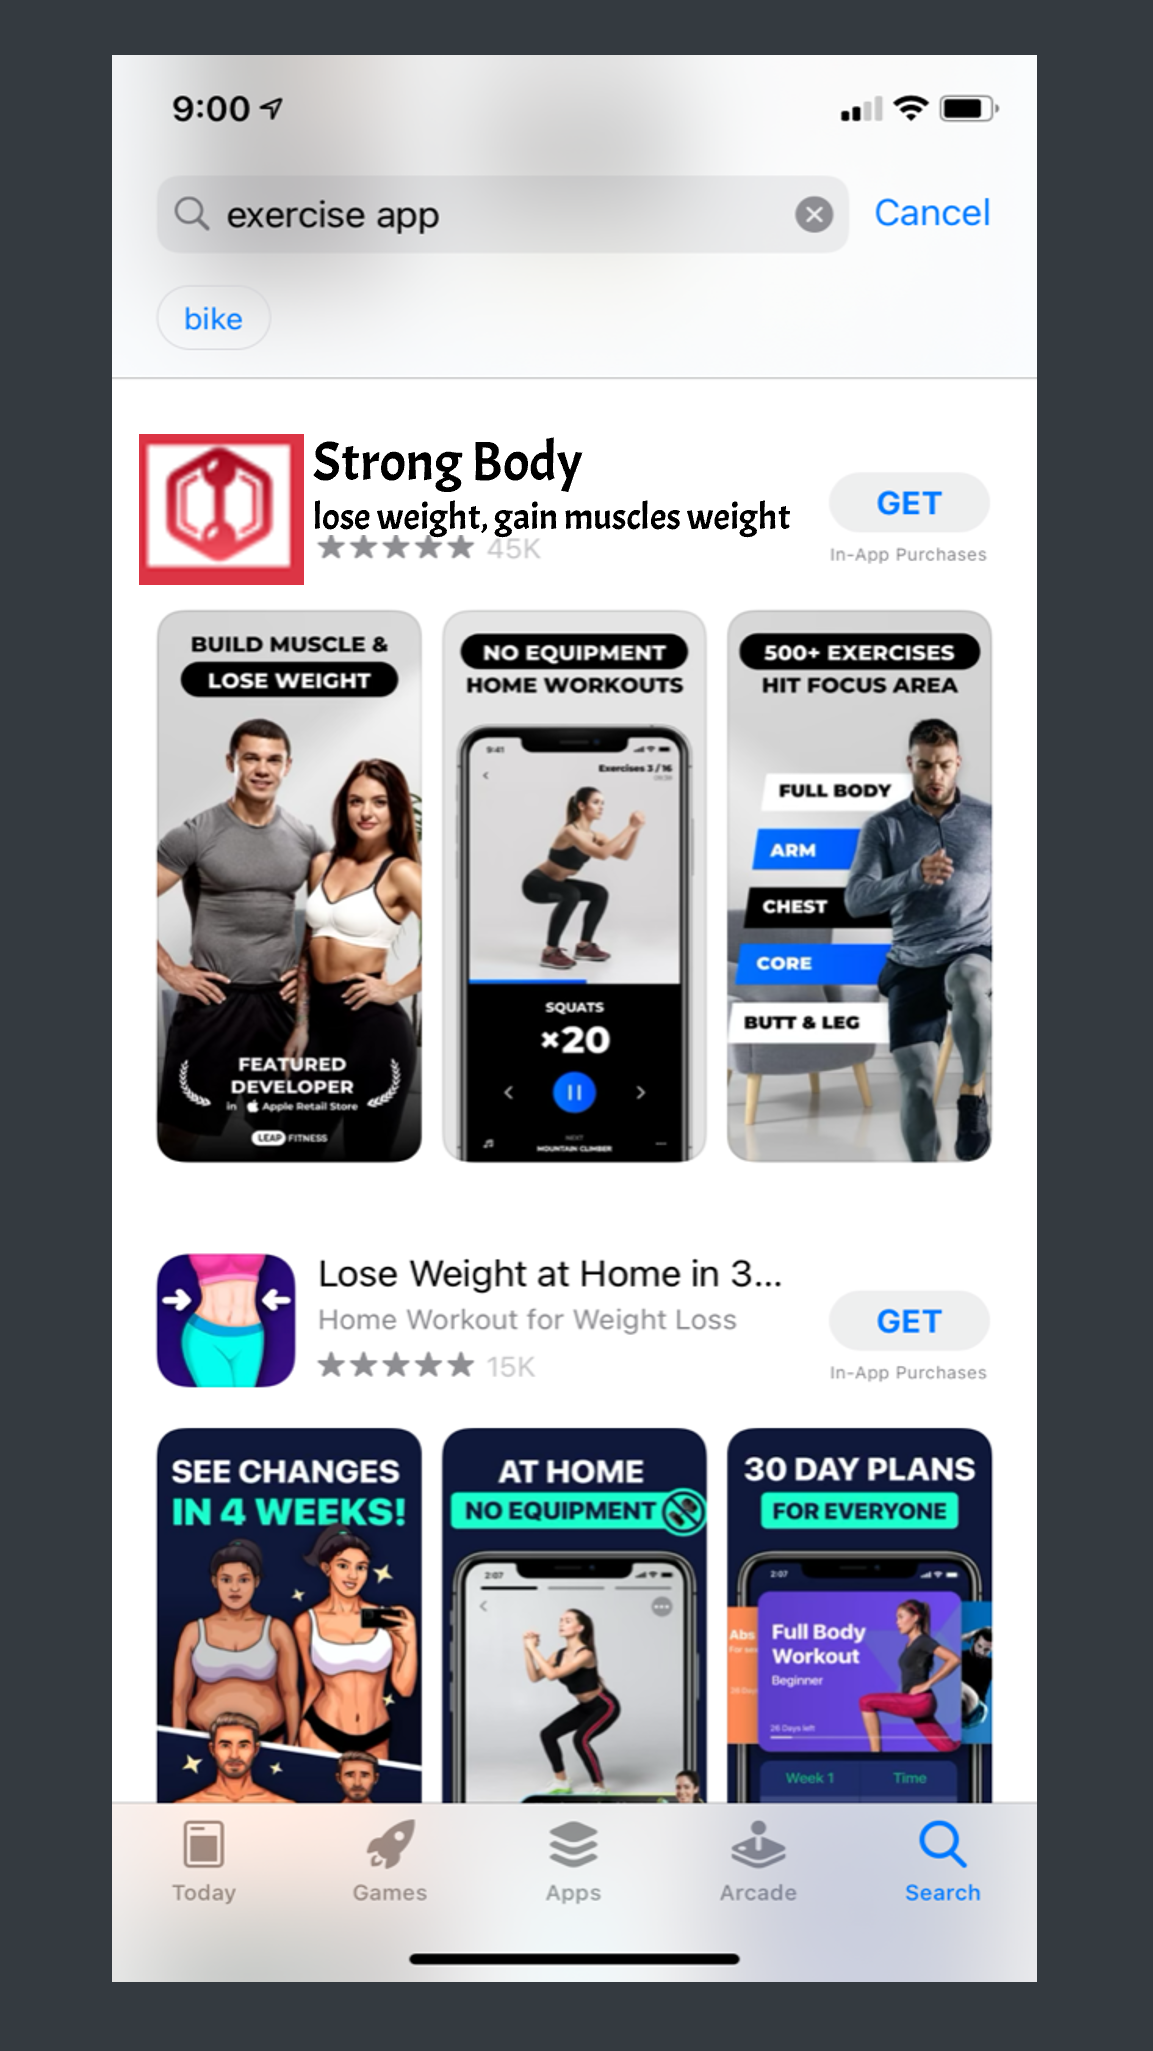 9:00
exercise app
Cancel
bike
Strong Body
lose weight, gain muscles weight
45K
GET
In-App Purchases
BUILD MUSCLE &
LOSE WEIGHT
FEATURED
DEVELOPER
in Apple Retail Store
LEAP FITNESS
NO EQUIPMENT
HOME WORKOUTS
9:41
Exercises 3 / 16
SQUATS
×20
NEXT
MOUNTAIN CLIMBER
500+ EXERCISES
HIT FOCUS AREA
FULL BODY
ARM
CHEST
CORE
BUTT & LEG
Lose Weight at Home in 3...
Home Workout for Weight Loss
15K
GET
In-App Purchases
SEE CHANGES
IN 4 WEEKS!
AT HOME
NO EQUIPMENT
2:07
30 DAY PLANS
FOR EVERYONE
2:07
Abs
Full Body
Workout
Beginner
26 Days left
Week 1
Time
Today
Games
Apps
Arcade
Search